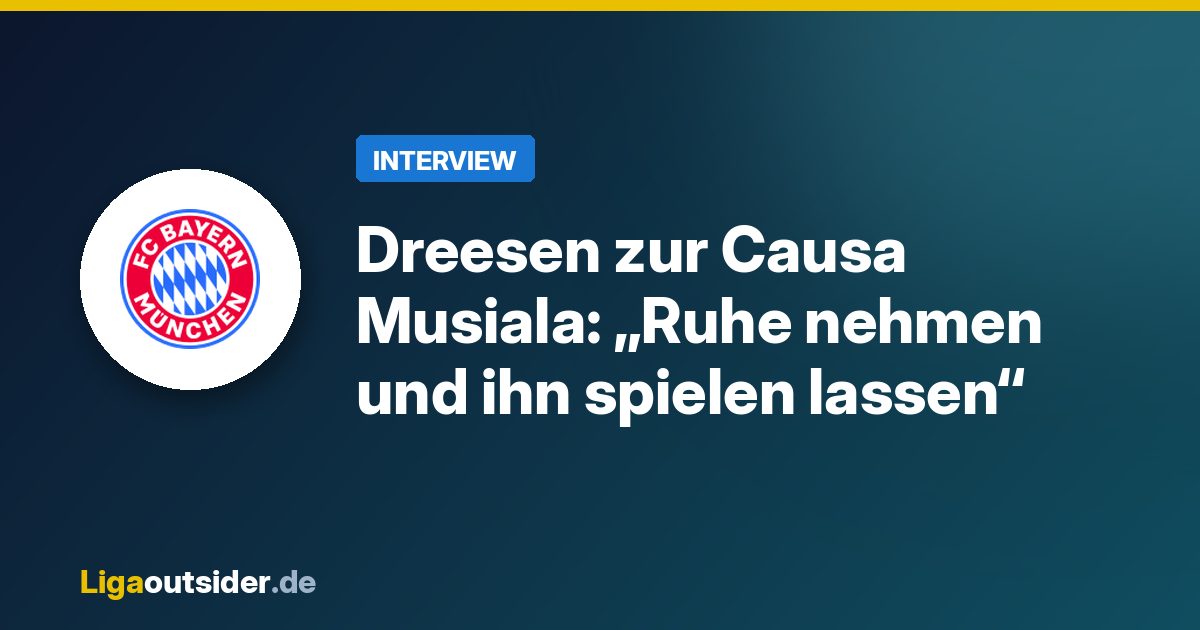 FC BAYERN
MÜNCHEN
INTERVIEW
Dreesen zur Causa
Musiala: „Ruhe nehmen
und ihn spielen lassen“
Ligaoutsider.de